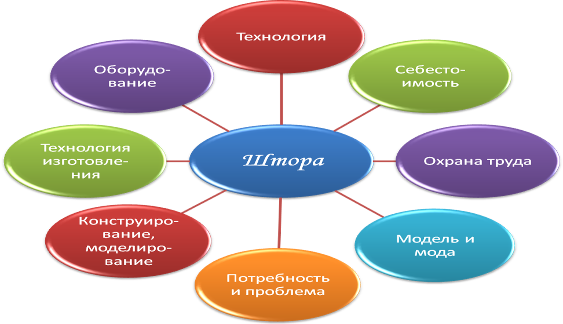 Технология
Себесто-
имость
Охрана труда
Модель и
мода
Потребность
и проблема
Конструиро-
вание,
моделиро-
вание
Технология
изготовле-
ния
Оборудо-
вание
Штора